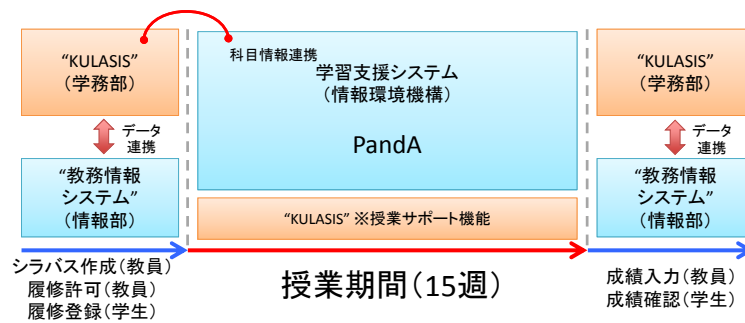 “KULASIS”
（学務部）
データ
連携
“教務情報
システム”
（情報部）
シラバス作成（教員）
履修許可（教員）
履修登録（学生）
科目情報連携
学習支援システム
（情報環境機構）
PandA
“KULASIS” ※授業サポート機能
授業期間（15週）
“KULASIS”
（学務部）
データ
連携
“教務情報
システム”
（情報部）
成績入力（教員）
成績確認（学生）